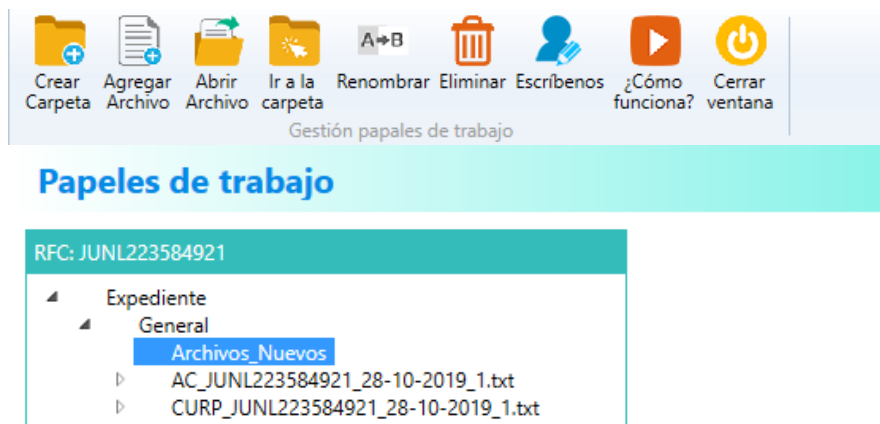 Crear Carpeta
Agregar Archivo
Abrir Archivo
Ir a la carpeta
Renombrar
Eliminar
Escríbenos
¿Cómo funciona?
Cerrar ventana
Gestión papales de trabajo
Papeles de trabajo
RFC: JUNL223584921
Expediente
General
Archivos_Nuevos
AC_JUNL223584921_28-10-2019_1.txt
CURP_JUNL223584921_28-10-2019_1.txt